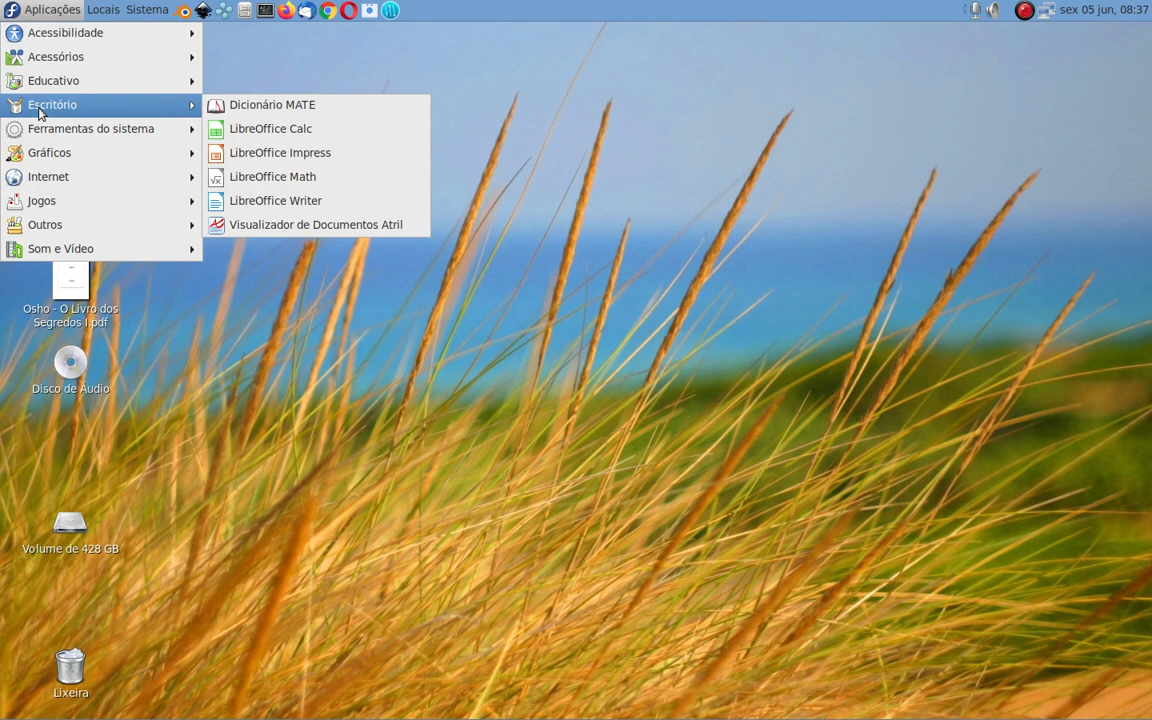 Aplicações Locais Sistema sex 05 jun, 08:37
Acessibilidade
Acessórios
Educativo
Escritório
Ferramentas do sistema
Gráficos
Internet
Jogos
Outros
Som e Vídeo
Dicionário MATE
LibreOffice Calc
LibreOffice Impress
LibreOffice Math
LibreOffice Writer
Visualizador de Documentos Atril
Osho - O Livro dos
Segredos I.pdf
Disco de Áudio
Volume de 428 GB
Lixeira